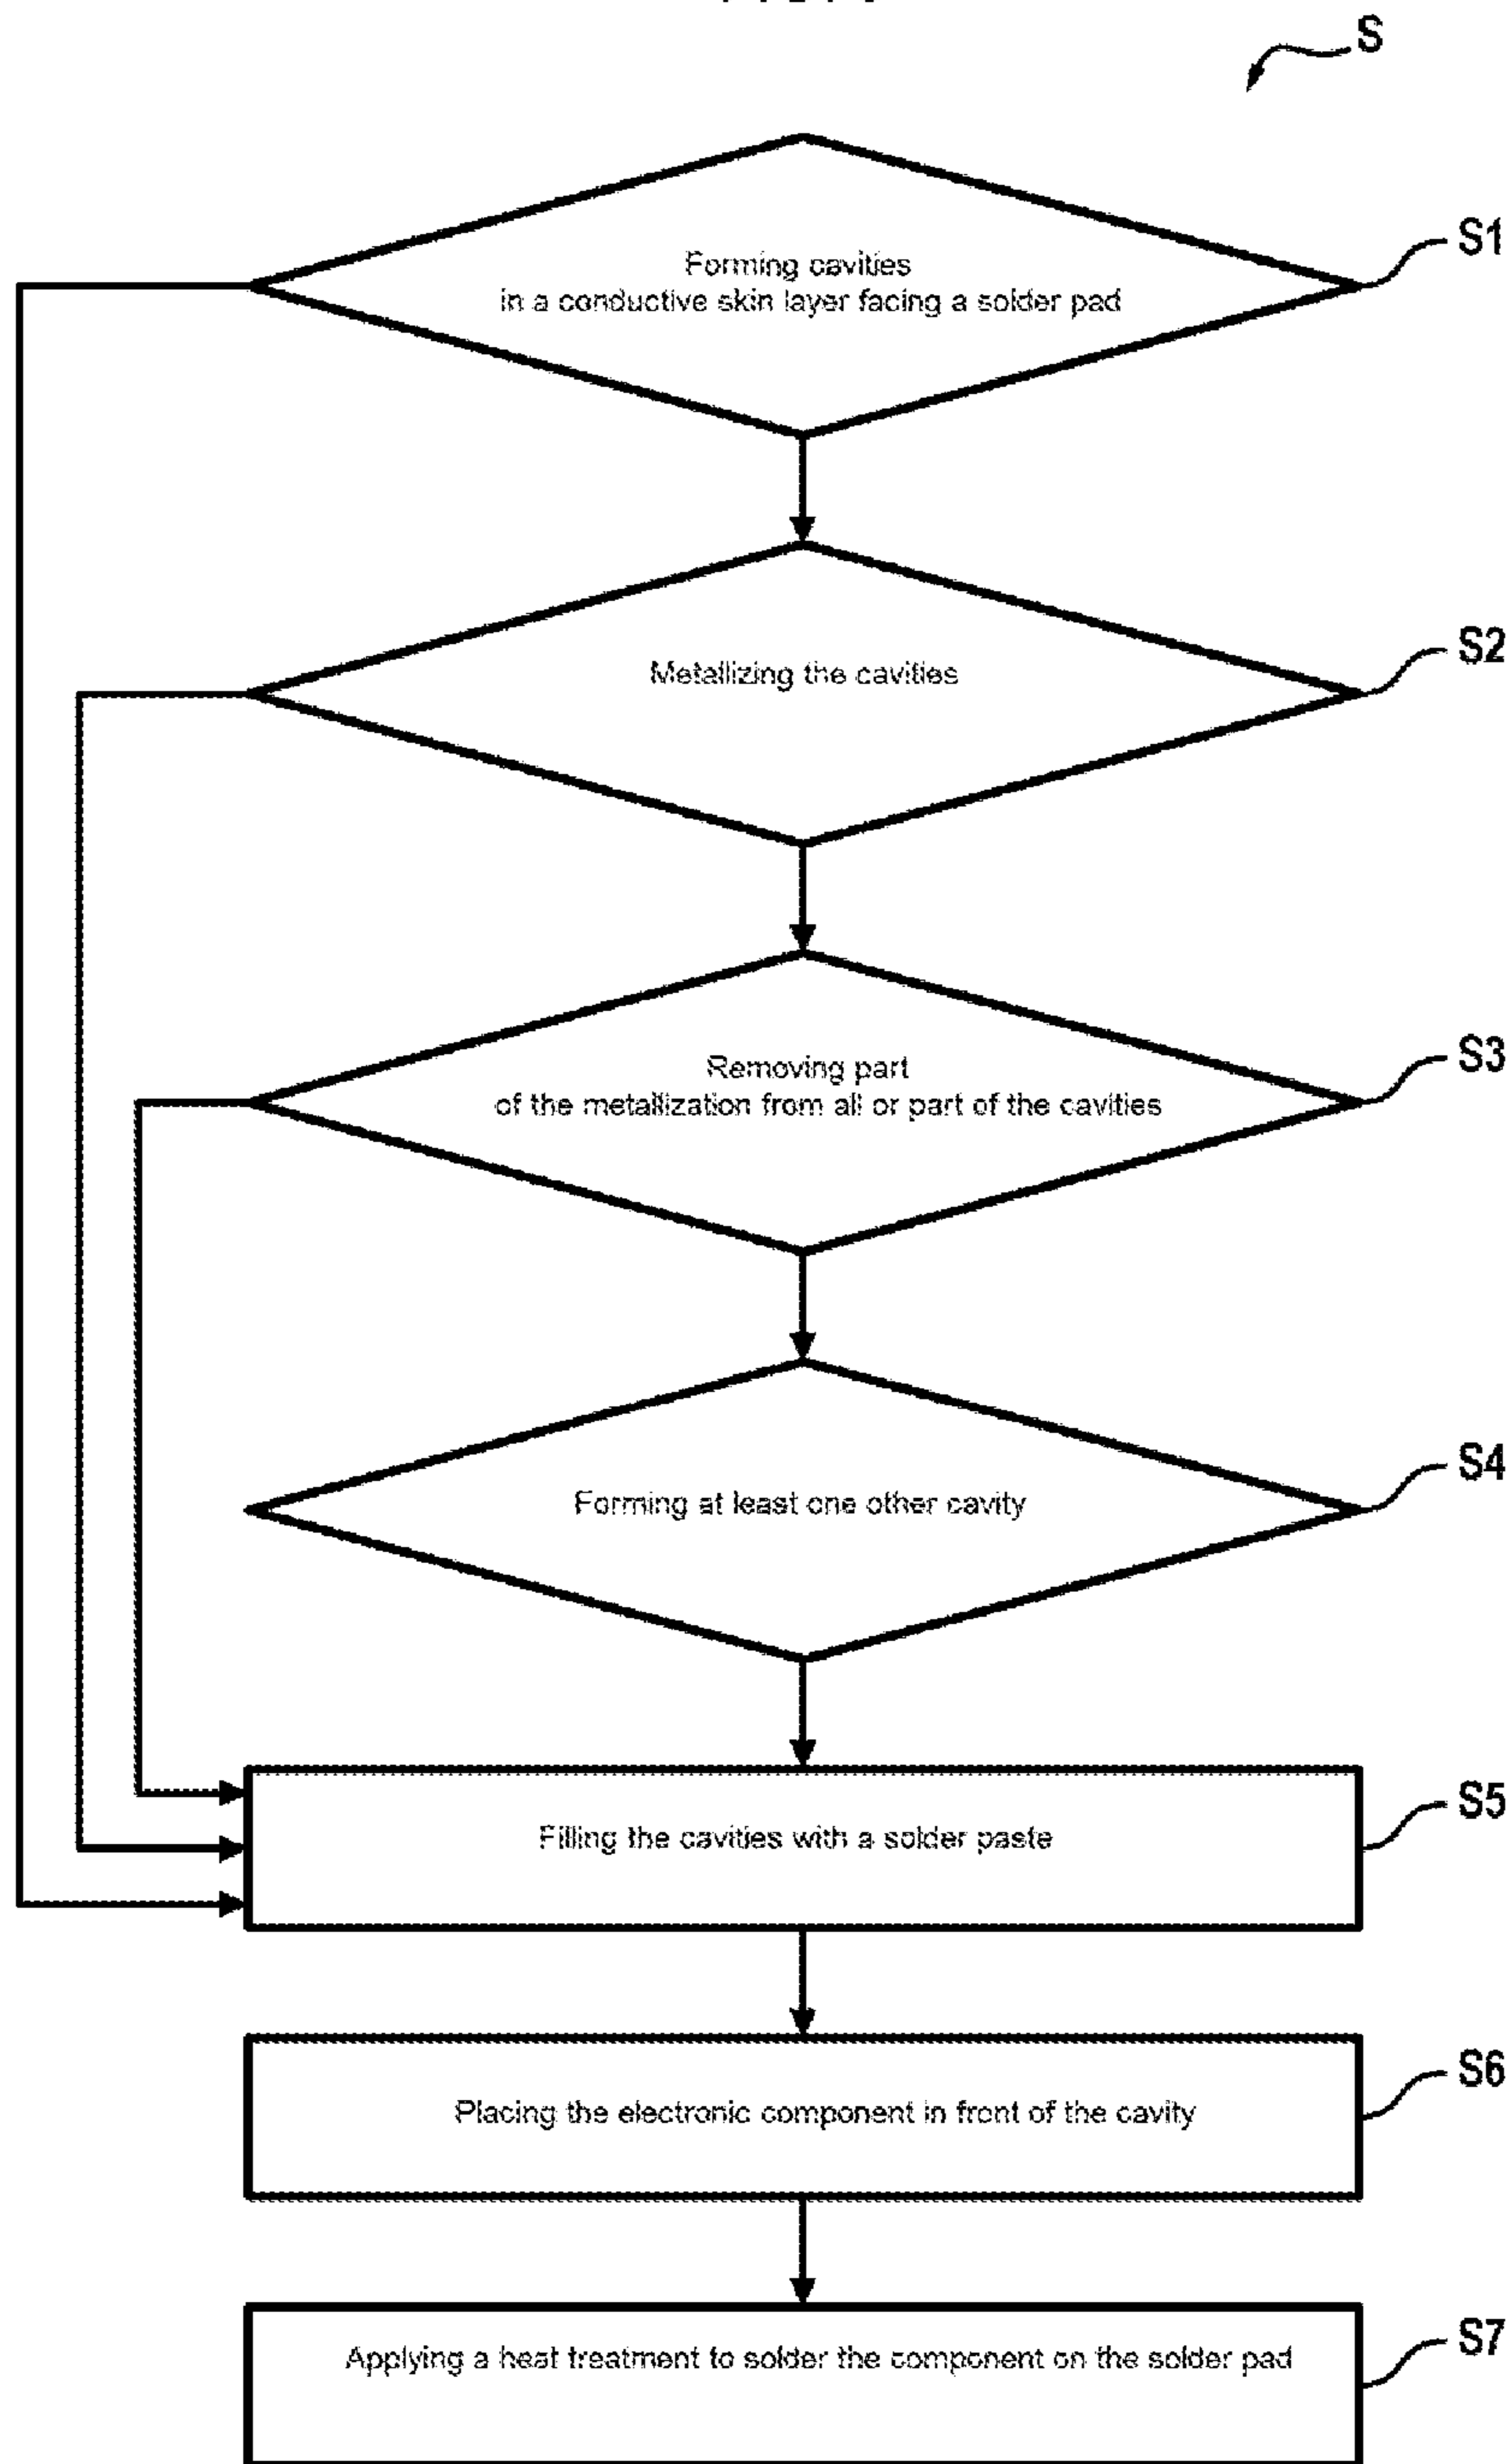 S
Forming cavities
in a conductive skin layer facing a solder pad
S1
Metallizing the cavities
S2
Removing part
of the metallization from all or part of the cavities
S3
Forming at least one other cavity
S4
Filling the cavities with a solder paste
S5
Placing the electronic component in front of the cavity
S6
Applying a heat treatment to solder the component on the solder pad
S7